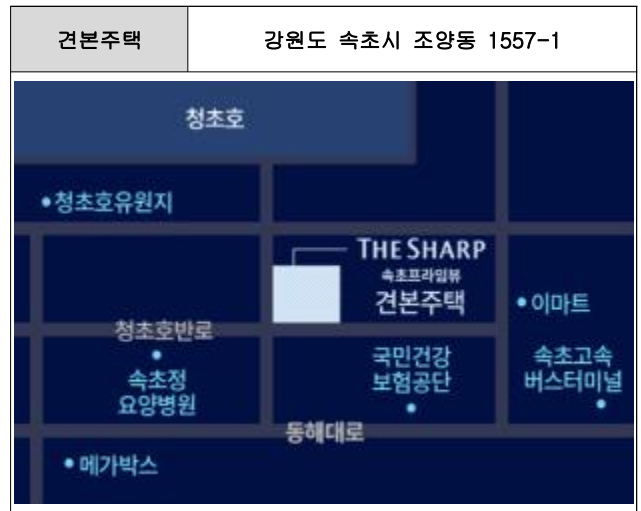 견본주택
강원도 속초시 조양동 1557-1
청초호
•청초호유원지
THE SHARP
속초프라임뷰
견본주택
•이마트
청초호반로
속초정
요양병원
국민건강
보험공단
속초고속
버스터미널
동해대로
•메가박스